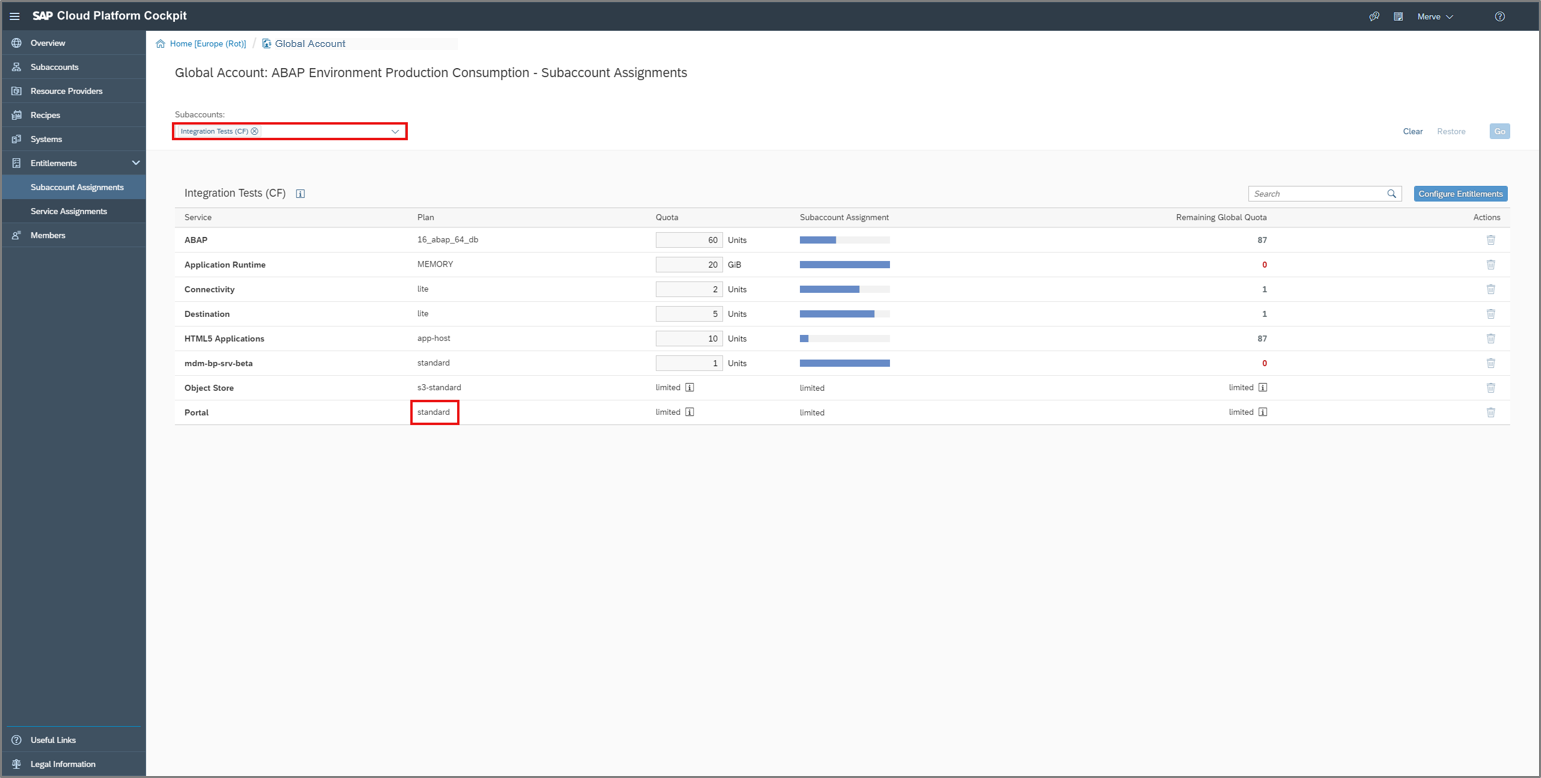 SAP Cloud Platform Cockpit
Merve
Overview
Subaccounts
Resource Providers
Recipes
Systems
Entitlements
Subaccount Assignments
Service Assignments
Members
Useful Links
Legal Information
Home [Europe (Rot)] / Global Account
Global Account: ABAP Environment Production Consumption - Subaccount Assignments
Subaccounts:
Integration Tests (CF)
Clear Restore Go
Integration Tests (CF)
Search Configure Entitlements
Service Plan Quota Subaccount Assignment Remaining Global Quota Actions
ABAP 16_abap_64_db 60 Units 87
Application Runtime MEMORY 20 GiB 0
Connectivity lite 2 Units 1
Destination lite 5 Units 1
HTML5 Applications app-host 10 Units 87
mdm-bp-srv-beta standard 1 Units 0
Object Store s3-standard limited limited limited
Portal standard limited limited limited